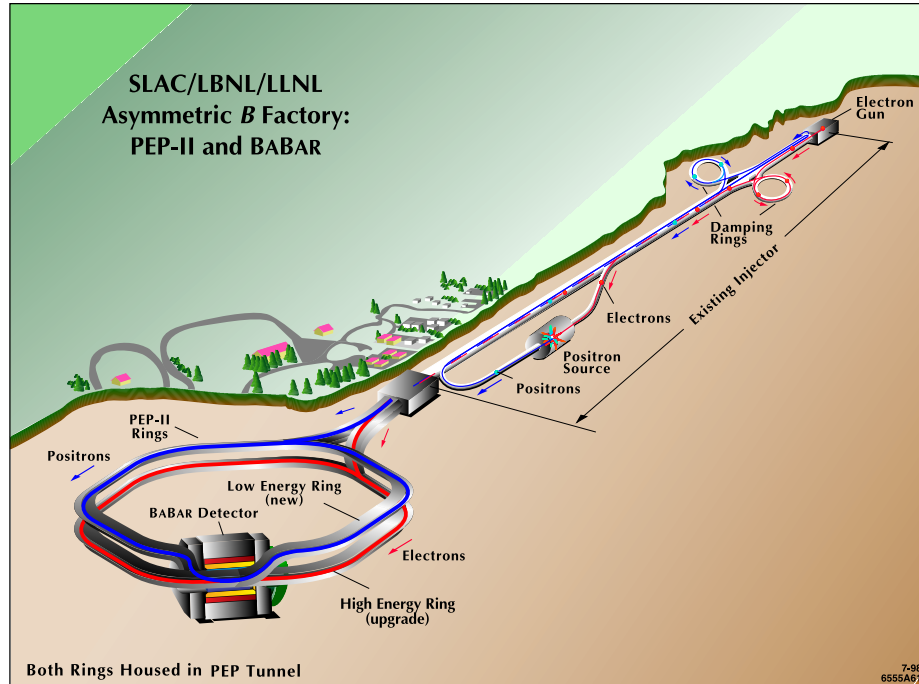 SLAC/LBNL/LLNL
Asymmetric B Factory:
PEP-II and BABAR
Electron
Gun
Damping
Rings
Existing Injector
Electrons
Positron
Source
Positrons
PEP-II
Rings
Positrons
Low Energy Ring
(new)
BABAR Detector
Electrons
High Energy Ring
(upgrade)
Both Rings Housed in PEP Tunnel
7-98
6555A6